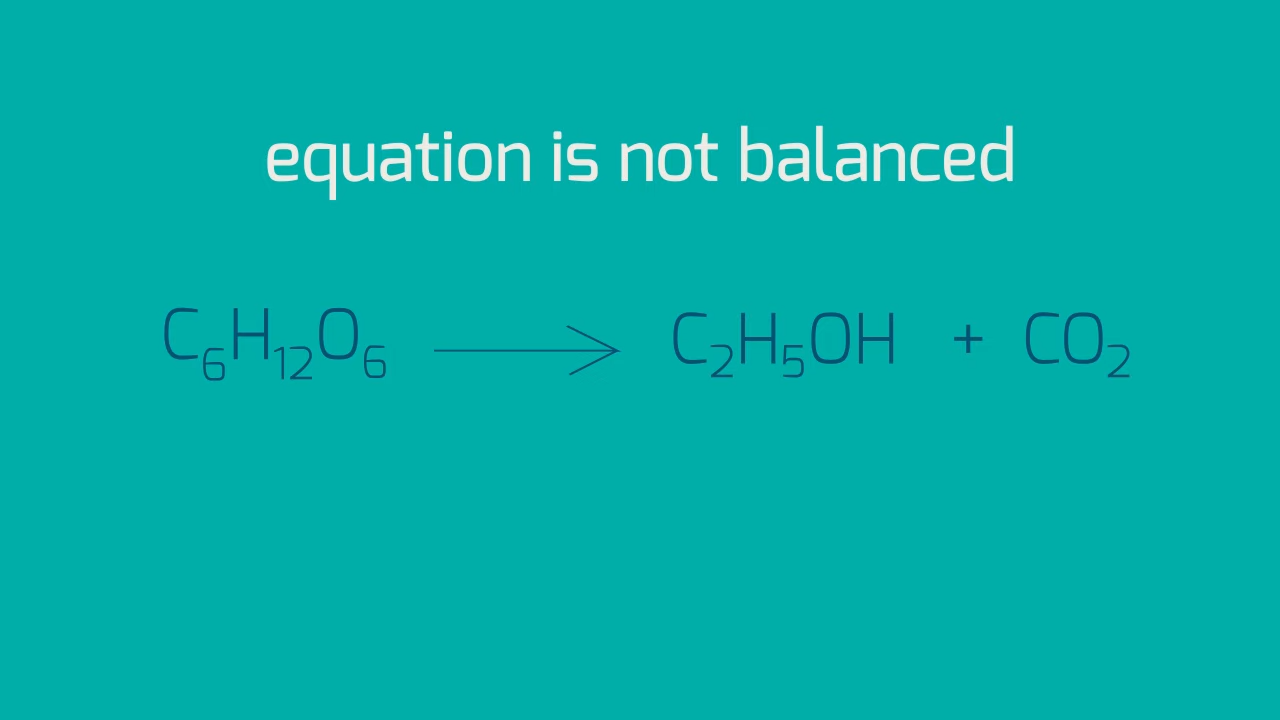 equation is not balanced
C₆H₁₂O₆ ⟶ C₂H₅OH + CO₂